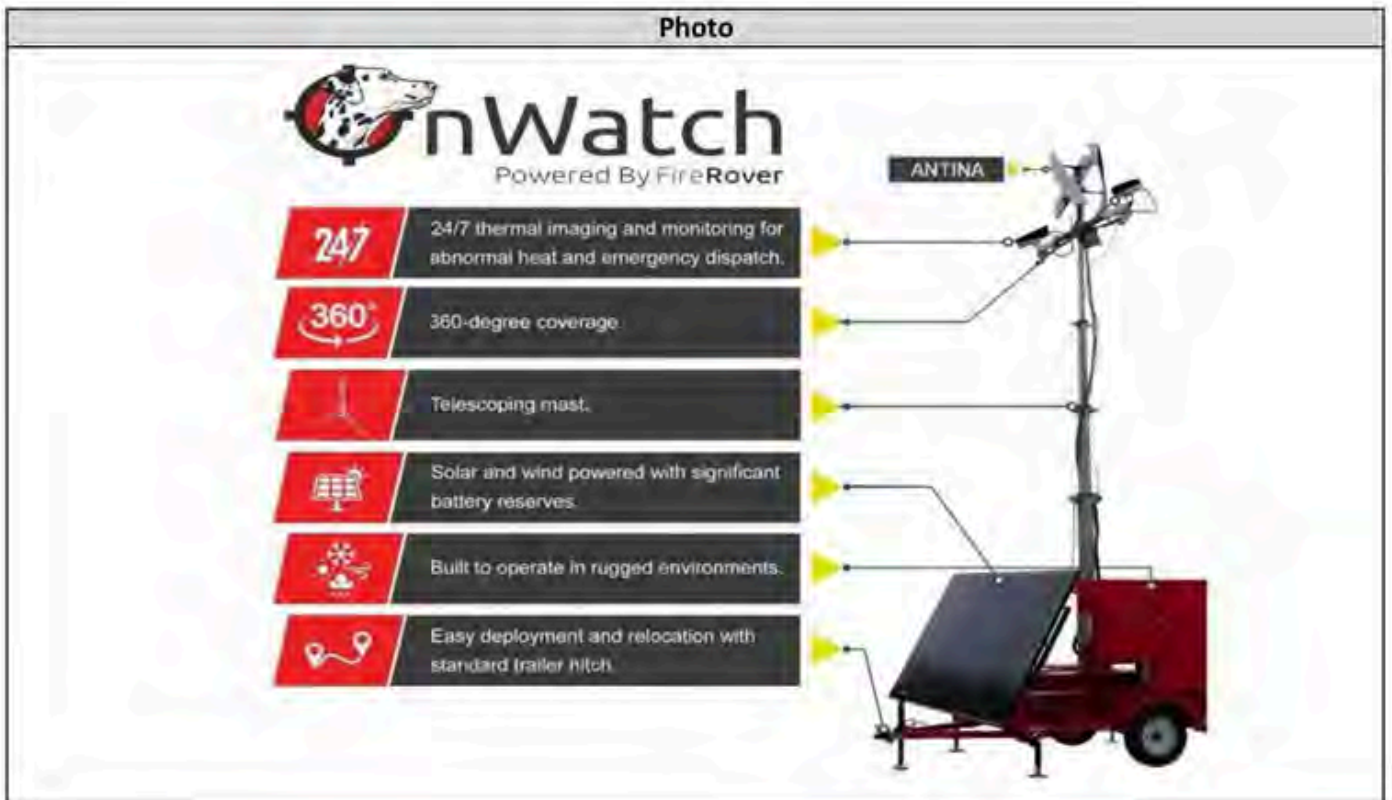 Photo
nWatch
Powered By FireRover
ANTINA
24/7
24/7 thermal imaging and monitoring for
abnormal heat and emergency dispatch.
360°
360-degree coverage.
Telescoping mast.
Solar and wind powered with significant
battery reserves.
Built to operate in rugged environments.
Easy deployment and relocation with
standard trailer hitch.